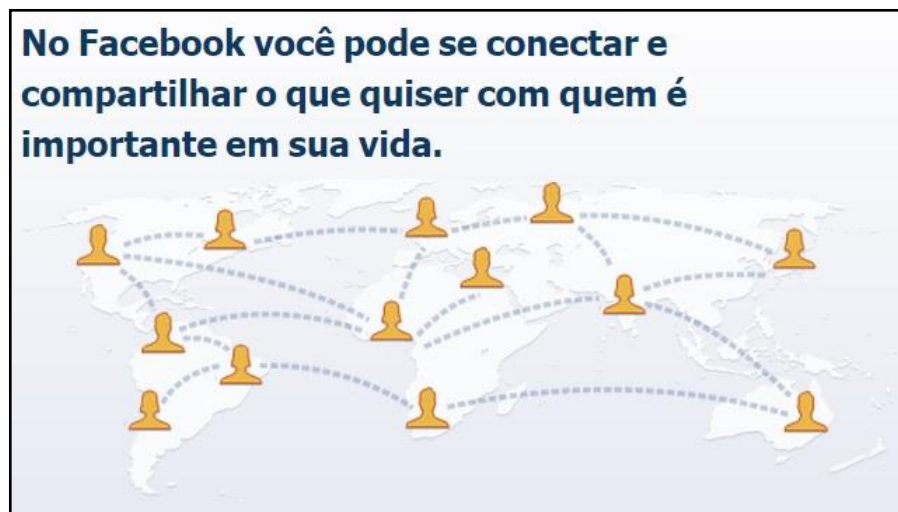 No Facebook você pode se conectar e
compartilhar o que quiser com quem é
importante em sua vida.